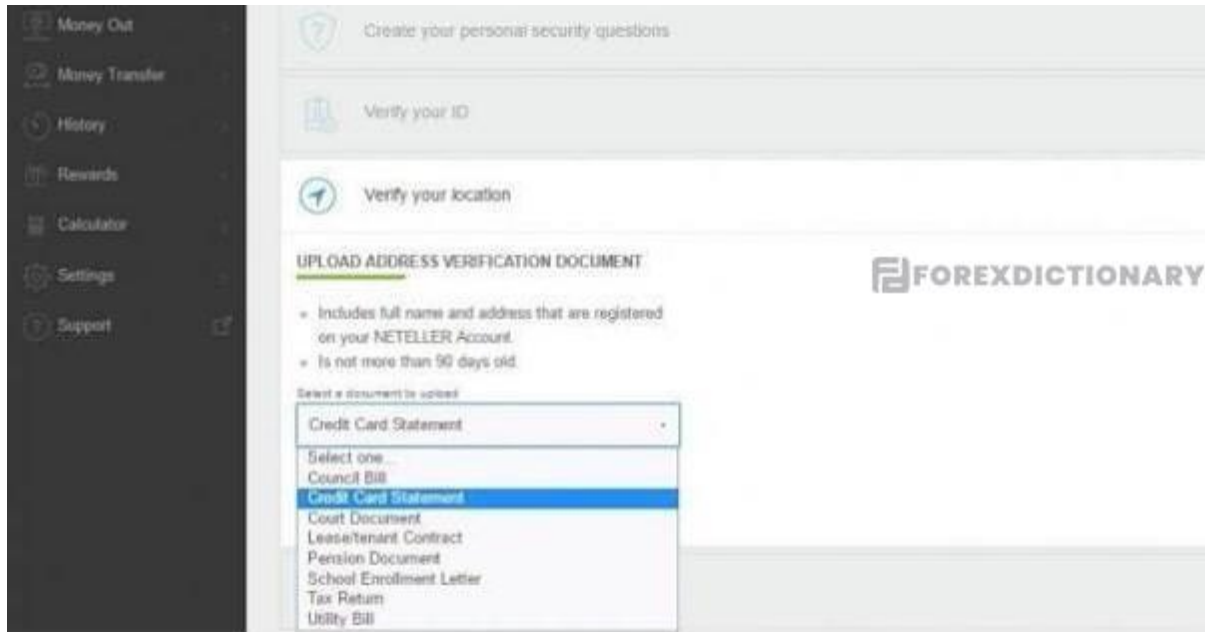 Money Out
Money Transfer
History
Rewards
Calculator
Settings
Support
Create your personal security questions
Verify your ID
Verify your location
UPLOAD ADDRESS VERIFICATION DOCUMENT
Includes full name and address that are registered
on your NETELLER Account.
Is not more than 90 days old.
Select a document to upload
Credit Card Statement
Select one...
Council Bill
Credit Card Statement
Court Document
Lease/tenant Contract
Pension Document
School Enrollment Letter
Tax Return
Utility Bill
FOREXDICTIONARY